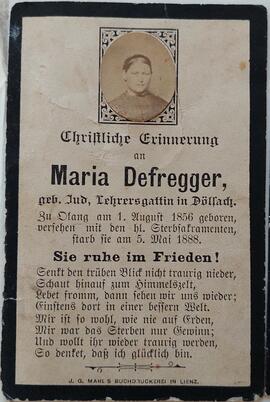 Christliche Erinnerung
an
Maria Defregger,
geb. Jud, Lehrersgattin in Dölsach.
Zu Olang am 1. August 1856 geboren,
versehen mit den hl. Sterbsakramenten,
starb sie am 5. Mai 1888.
Sie ruhe im Frieden!
Senkt den trüben Blick nicht traurig nieder,
Schaut hinauf zum Himmelszelt,
Lebet fromm, dann sehen wir uns wieder;
Einstens dort in einer bessern Welt.
Mir ist so wohl, wie nie auf Erden,
Mir war das Sterben nur Gewinn;
Und wollt ihr wieder traurig werden,
So denket, daß ich glücklich bin.
J. G. MAHL'S BUCHDRUCKEREI IN LIENZ.